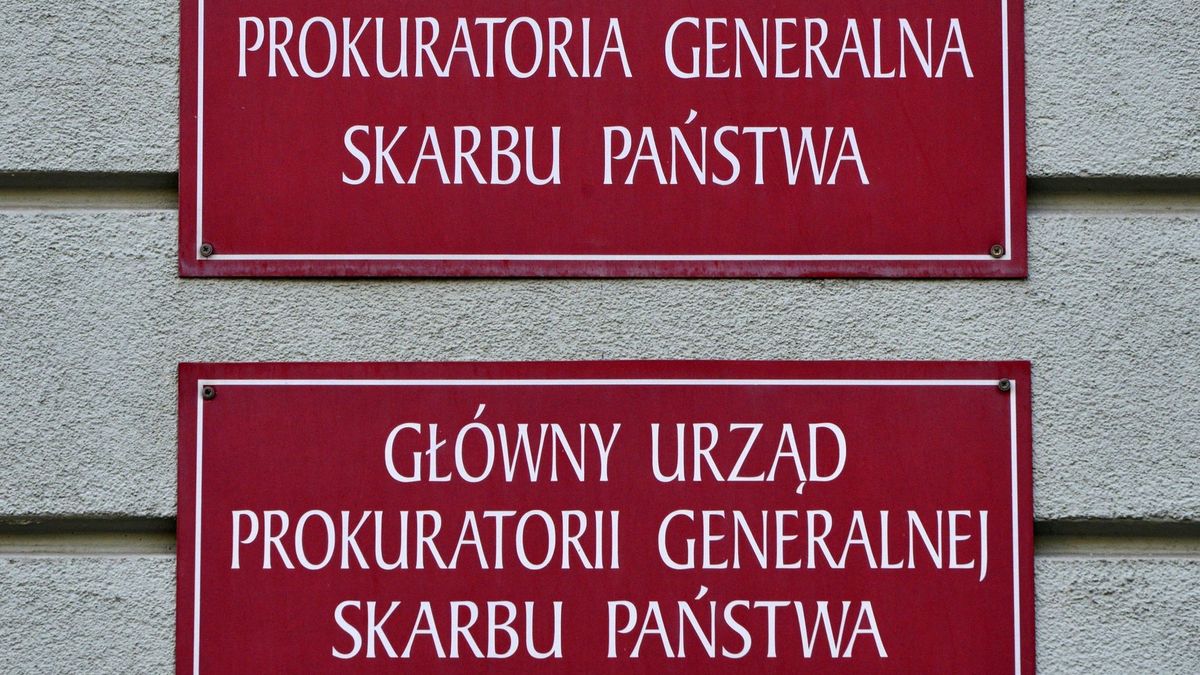 PROKURATORIA GENERALNA
SKARBU PAŃSTWA
GŁÓWNY URZĄD
PROKURATORII GENERALNEJ
SKARBU PAŃSTWA